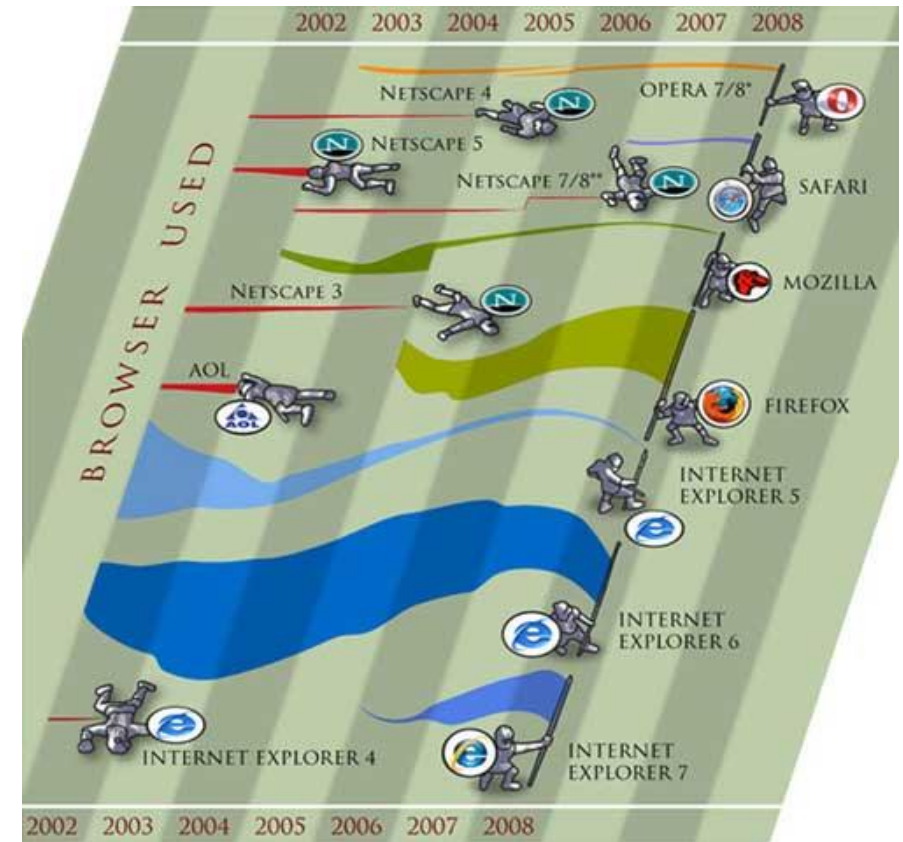 2002 2003 2004 2005 2006 2007 2008
OPERA 7/8*
NETSCAPE 4
N
NETSCAPE 5
N
NETSCAPE 7/8**
N
SAFARI
MOZILLA
NETSCAPE 3
N
BROWSER USED
AOL
AOL
FIREFOX
INTERNET
EXPLORER 5
INTERNET
EXPLORER 6
INTERNET EXPLORER 4
INTERNET
EXPLORER 7
2002 2003 2004 2005 2006 2007 2008